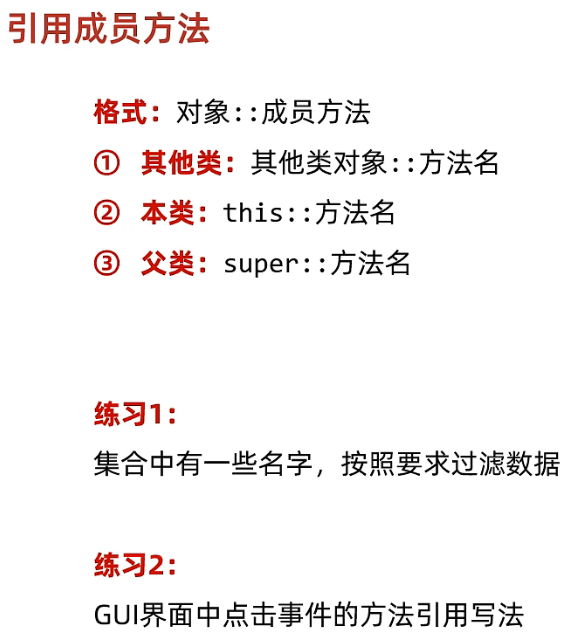 引用成员方法
格式：对象::成员方法
① 其他类：其他类对象::方法名
② 本类：this::方法名
③ 父类：super::方法名
练习1：
集合中有一些名字，按照要求过滤数据
练习2：
GUI界面中点击事件的方法引用写法